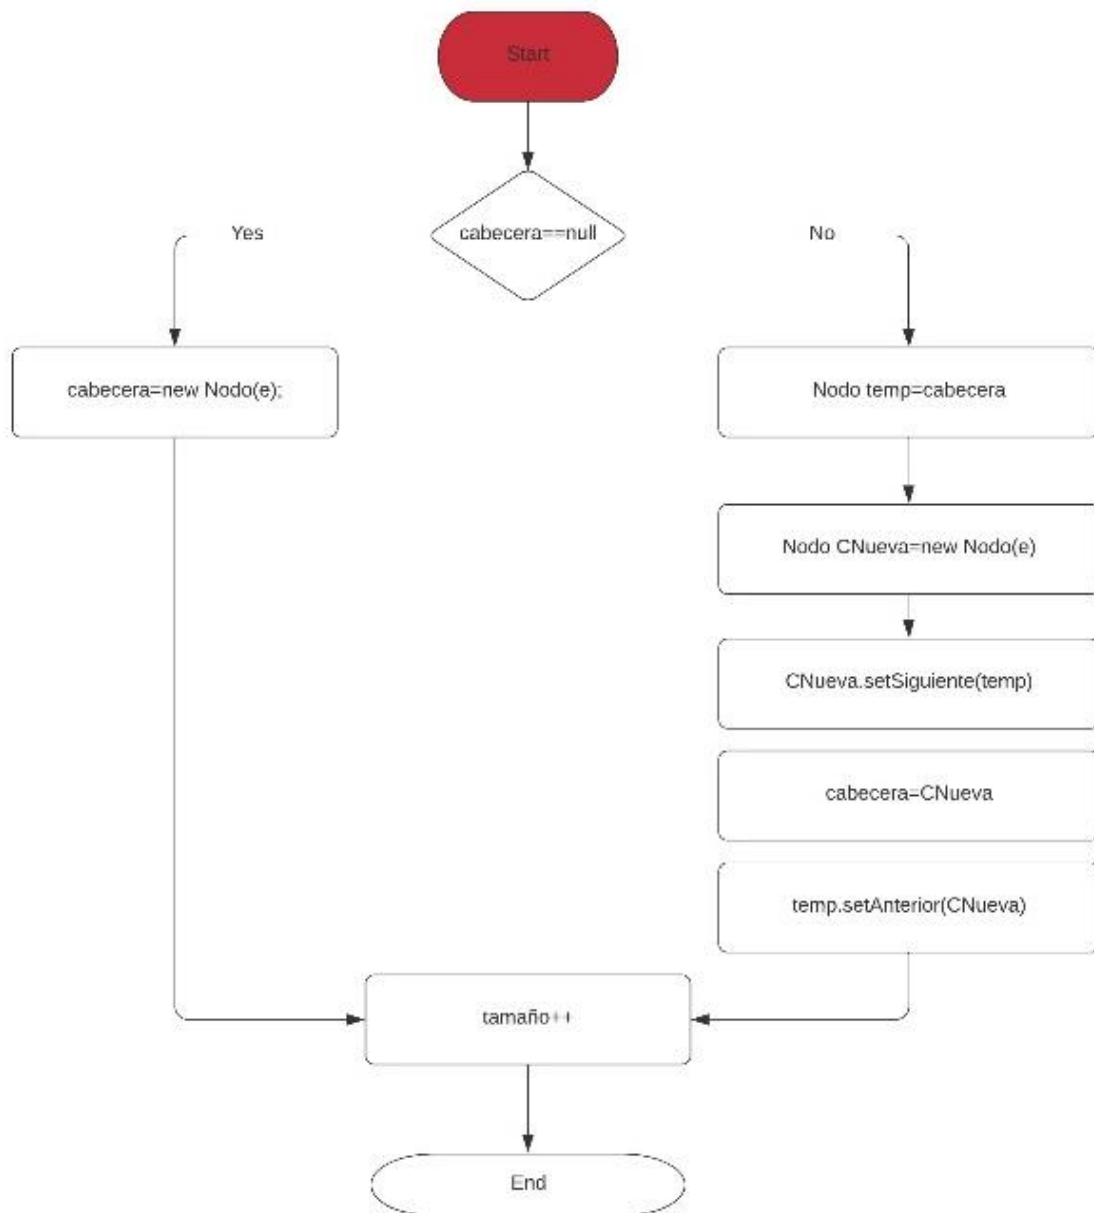 Start
cabecera==null
Yes
No
cabecera=new Nodo(e);
Nodo temp=cabecera
Nodo CNueva=new Nodo(e)
CNueva.setSiguiente(temp)
cabecera=CNueva
temp.setAnterior(CNueva)
tamaño++
End